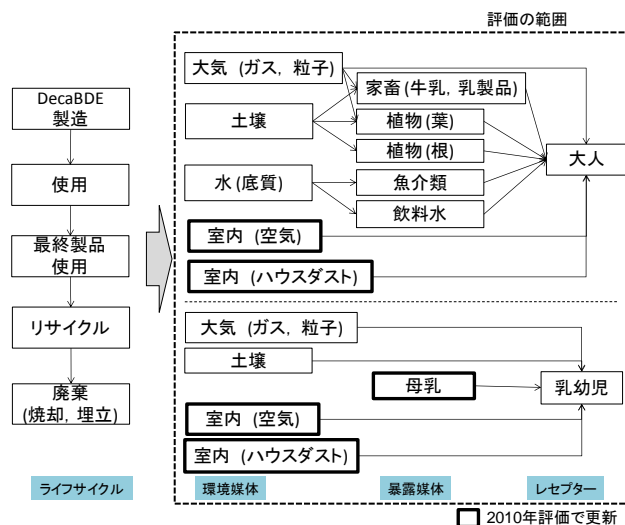 評価の範囲
DecaBDE
製造
使用
最終製品
使用
リサイクル
廃棄
(焼却, 埋立)
ライフサイクル
大気 (ガス, 粒子)
土壌
水 (底質)
室内 (空気)
室内 (ハウスダスト)
家畜 (牛乳, 乳製品)
植物 (葉)
植物 (根)
魚介類
飲料水
大人
大気 (ガス, 粒子)
土壌
母乳
室内 (空気)
室内 (ハウスダスト)
乳幼児
環境媒体
暴露媒体
レセプター
2010年評価で更新